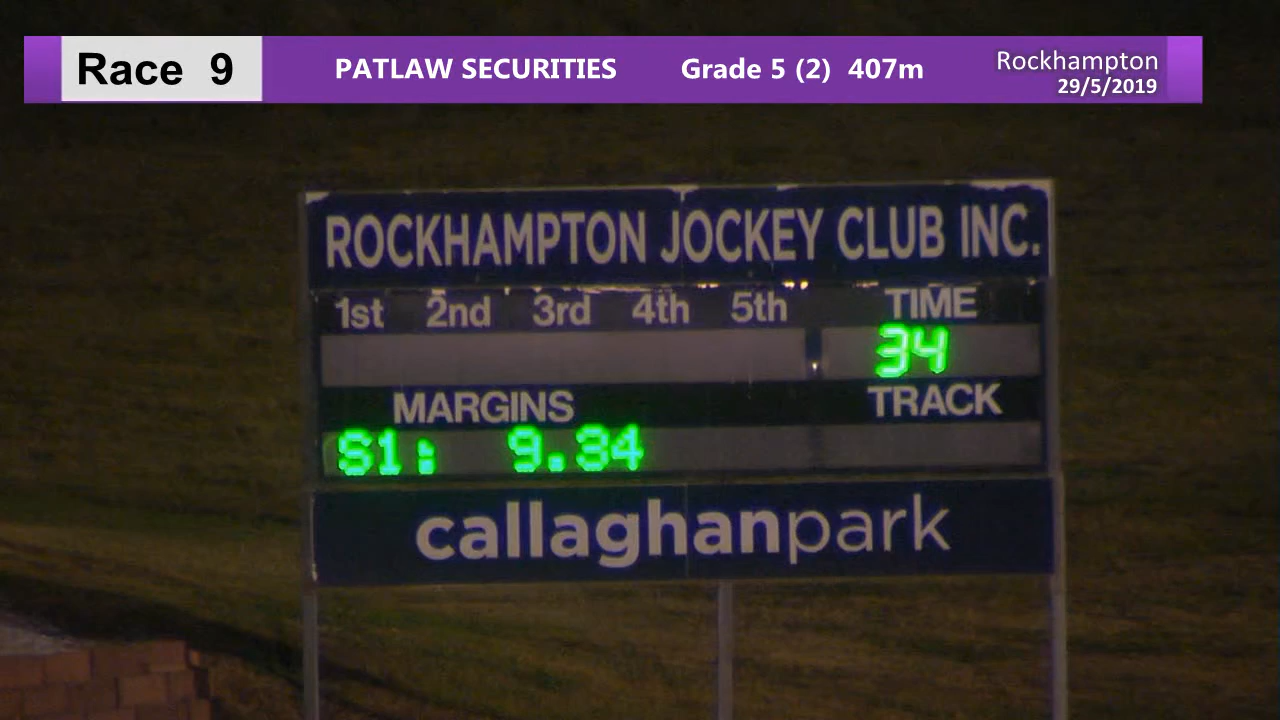 Race 9 PATLAW SECURITIES Grade 5 (2) 407m Rockhampton
29/5/2019
ROCKHAMPTON JOCKEY CLUB INC.
1st 2nd 3rd 4th 5th TIME
34
MARGINS TRACK
S1: 9.34
callaghanpark